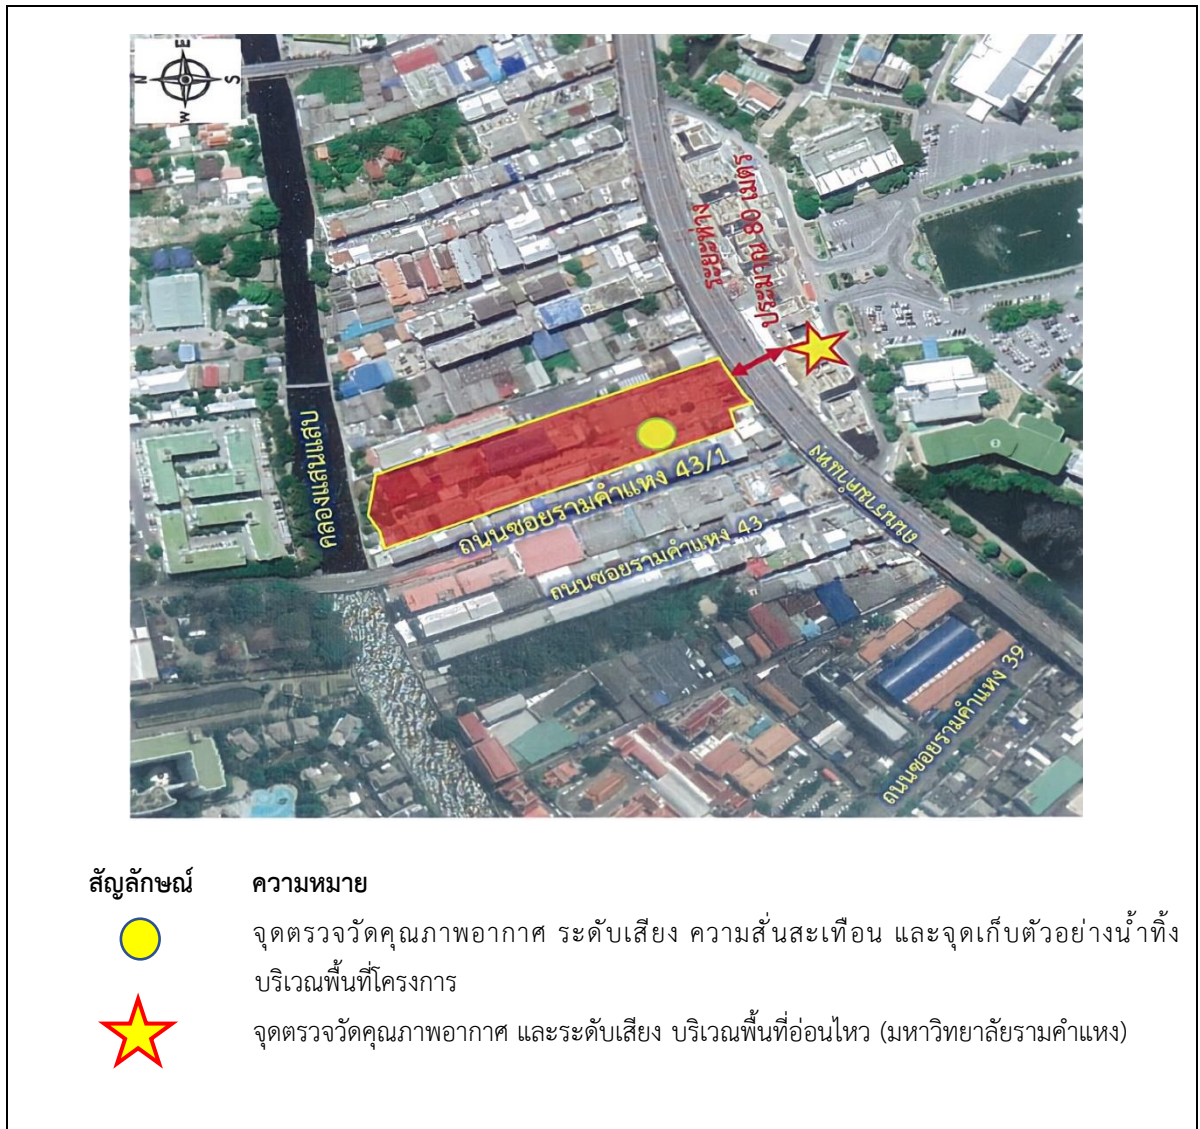 E
N
S
W
ระยะห่าง
ประมาณ 80 เมตร
คลองแสนแสบ
ถนนซอยรามคำแหง 43/1
ถนนซอยรามคำแหง 43
ถนนรามคำแหง
ถนนซอยรามคำแหง 39
สัญลักษณ์ ความหมาย
จุดตรวจวัดคุณภาพอากาศ ระดับเสียง ความสั่นสะเทือน และจุดเก็บตัวอย่างน้ำทิ้ง
บริเวณพื้นที่โครงการ
จุดตรวจวัดคุณภาพอากาศ และระดับเสียง บริเวณพื้นที่อ่อนไหว (มหาวิทยาลัยรามคำแหง)